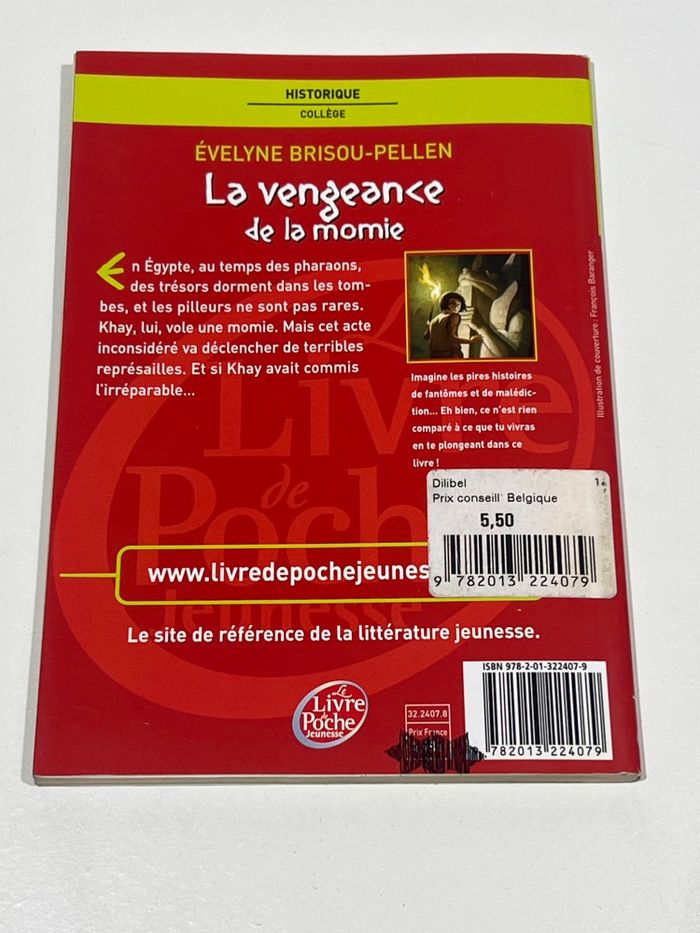 HISTORIQUE
COLLÈGE
ÉVELYNE BRISOU-PELLEN
La vengeance
de la momie
En Égypte, au temps des pharaons,
des trésors dorment dans les tom-
bes, et les pilleurs ne sont pas rares.
Khay, lui, vole une momie. Mais cet acte
inconsidéré va déclencher de terribles
représailles. Et si Khay avait commis
l'irréparable...
Illustration de couverture : François Baranger
Imagine les pires histoires
de fantômes et de malédic-
tion... Eh bien, ce n'est rien
comparé à ce que tu vivras
en te plongeant dans ce
livre !
Le
Livre
de
Poche
Jeunesse
Dilibel
Prix conseill' Belgique
5,50
9 782013 224079
www.livredepochejeunes
Le site de référence de la littérature jeunesse.
Le
Livre
de
Poche
Jeunesse
32.2407.8
Prix France
ISBN 978-2-01-322407-9
782013 224079